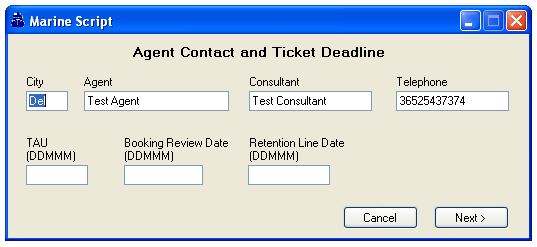 Marine Script
Agent Contact and Ticket Deadline
City Agent Consultant Telephone
Del Test Agent Test Consultant 36525437374
TAU Booking Review Date Retention Line Date
(DDMMM) (DDMMM) (DDMMM)
Cancel Next >